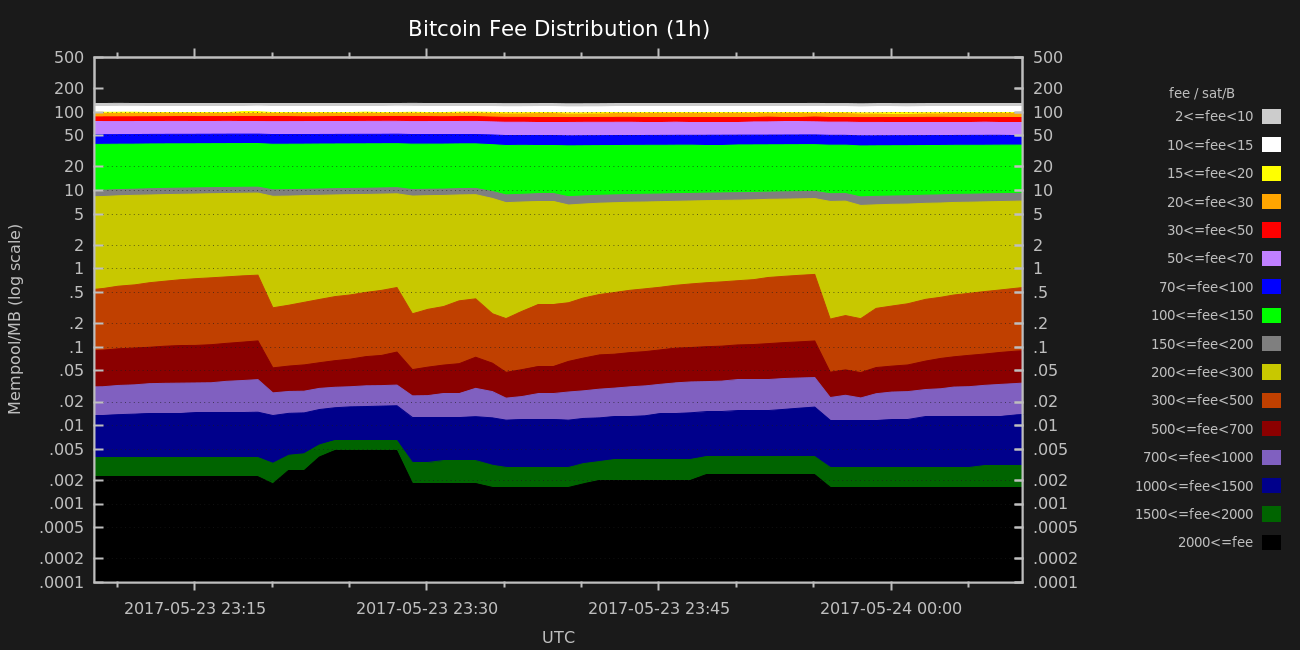 Bitcoin Fee Distribution (1h)
500 500
200 200
100 100
50 50
20 20
10 10
5 5
2 2
1 1
.5 .5
.2 .2
.1 .1
.05 .05
.02 .02
.01 .01
.005 .005
.002 .002
.001 .001
.0005 .0005
.0002 .0002
.0001 .0001
Mempool/MB (log scale)
2017-05-23 23:15 2017-05-23 23:30 2017-05-23 23:45 2017-05-24 00:00
UTC
fee / sat/B
2<=fee<10
10<=fee<15
15<=fee<20
20<=fee<30
30<=fee<50
50<=fee<70
70<=fee<100
100<=fee<150
150<=fee<200
200<=fee<300
300<=fee<500
500<=fee<700
700<=fee<1000
1000<=fee<1500
1500<=fee<2000
2000<=fee